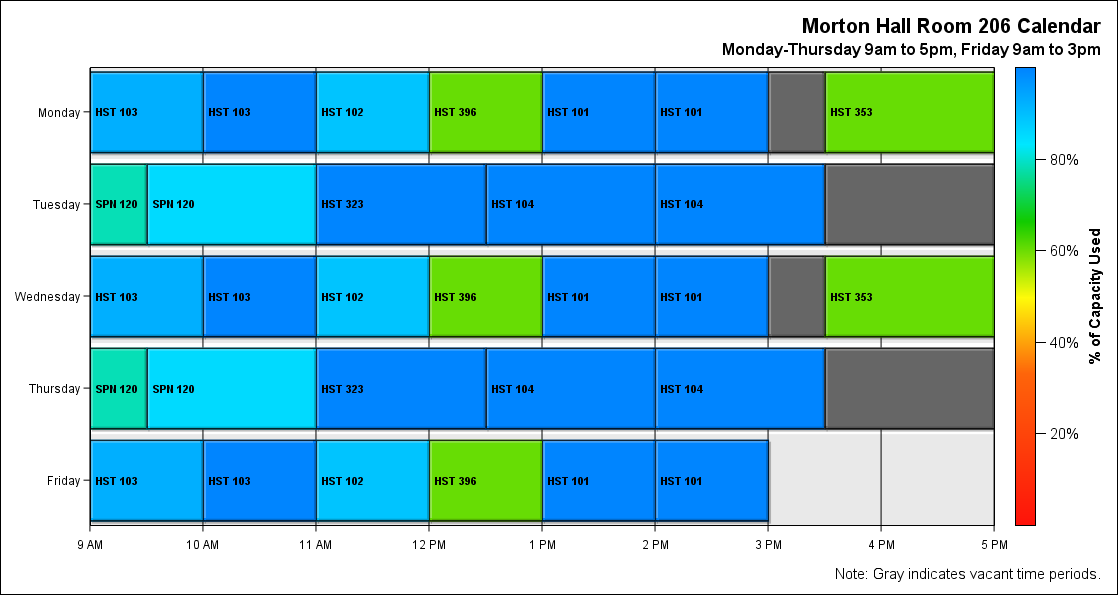 Morton Hall Room 206 Calendar
Monday-Thursday 9am to 5pm, Friday 9am to 3pm
Monday HST 103 HST 103 HST 102 HST 396 HST 101 HST 101 HST 353
Tuesday SPN 120 SPN 120 HST 323 HST 104 HST 104
Wednesday HST 103 HST 103 HST 102 HST 396 HST 101 HST 101 HST 353
Thursday SPN 120 SPN 120 HST 323 HST 104 HST 104
Friday HST 103 HST 103 HST 102 HST 396 HST 101 HST 101
9 AM 10 AM 11 AM 12 PM 1 PM 2 PM 3 PM 4 PM 5 PM
80%
60%
40%
20%
% of Capacity Used
Note: Gray indicates vacant time periods.